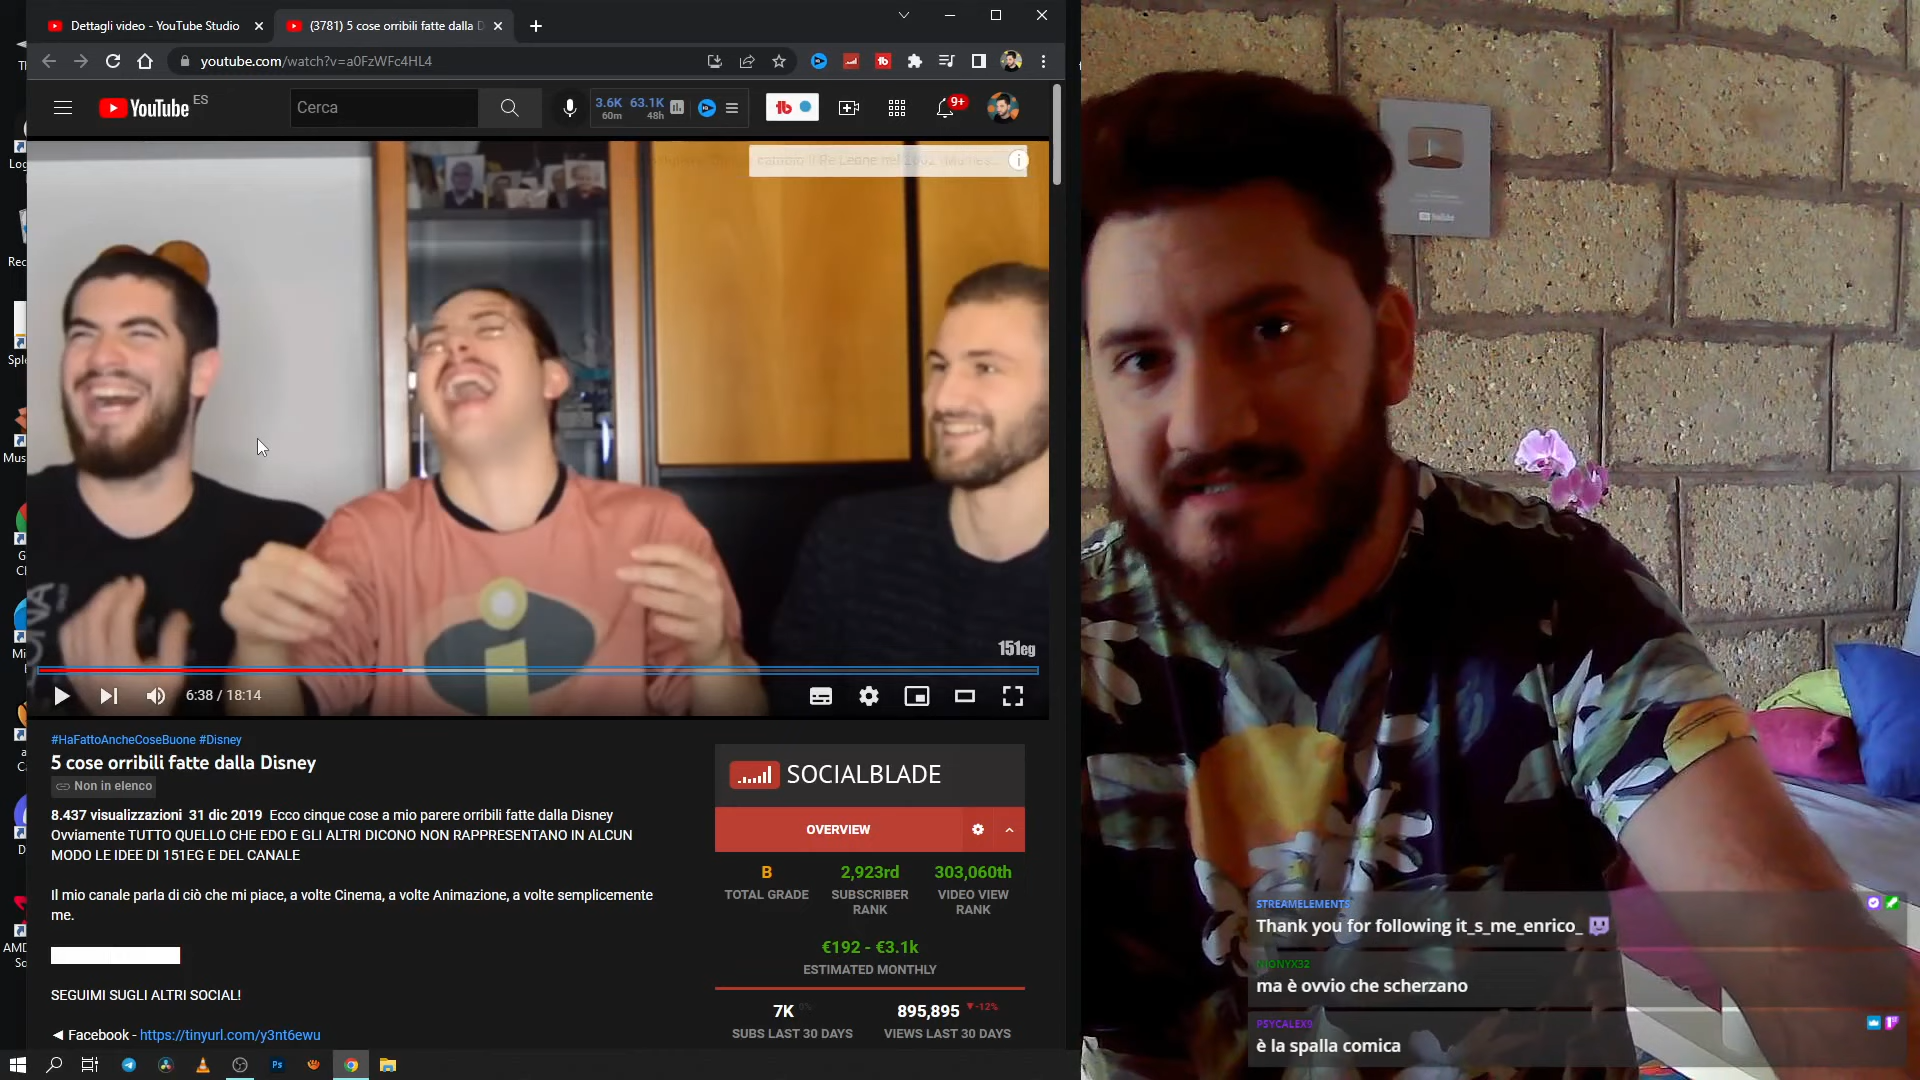 Dettagli video - YouTube Studio
(3781) 5 cose orribili fatte dalla D
youtube.com/watch?v=a0FzWFc4HL4
YouTube ES
Cerca
3.6K 63.1K
60m 48h
9+
151eg
6:38 / 18:14
#HaFattoAncheCoseBuone #Disney
5 cose orribili fatte dalla Disney
Non in elenco
8.437 visualizzazioni 31 dic 2019 Ecco cinque cose a mio parere orribili fatte dalla Disney
Ovviamente TUTTO QUELLO CHE EDO E GLI ALTRI DICONO NON RAPPRESENTANO IN ALCUN
MODO LE IDEE DI 151EG E DEL CANALE
Il mio canale parla di ciò che mi piace, a volte Cinema, a volte Animazione, a volte semplicemente
me.
SEGUIMI SUGLI ALTRI SOCIAL!
◄ Facebook - https://tinyurl.com/y3nt6ewu
SOCIALBLADE
OVERVIEW
B 2,923rd 303,060th
TOTAL GRADE SUBSCRIBER RANK VIDEO VIEW RANK
€192 - €3.1k
ESTIMATED MONTHLY
7K 0% 895,895 ▼-12%
SUBS LAST 30 DAYS VIEWS LAST 30 DAYS
STREAMELEMENTS
Thank you for following it_s_me_enrico_
ma è ovvio che scherzano
PSYCALEX9
è la spalla comica